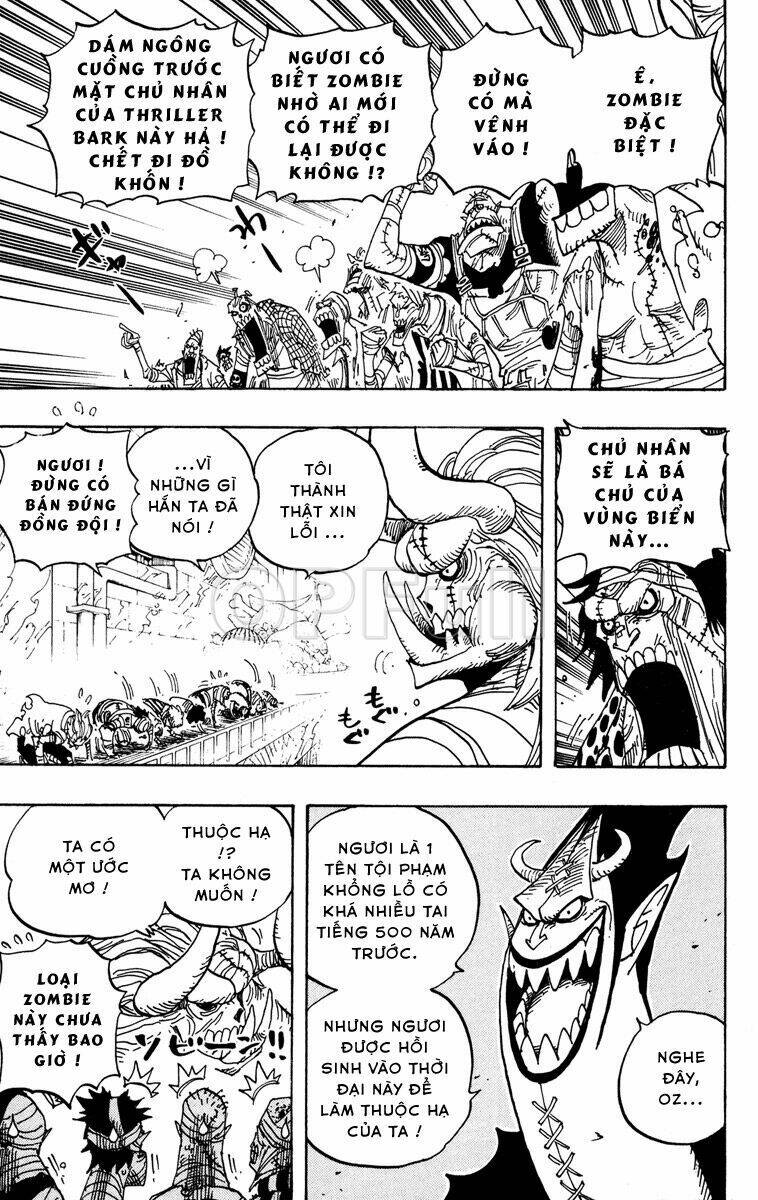 Ê,
ZOMBIE
ĐẶC
BIỆT !
ĐỪNG
CÓ MÀ
VÊNH
VÁO !
NGƯƠI CÓ
BIẾT ZOMBIE
NHỜ AI MỚI
CÓ THỂ ĐI
LẠI ĐƯỢC
KHÔNG !?
DÁM NGÔNG
CUỒNG TRƯỚC
MẶT CHỦ NHÂN
CỦA THRILLER
BARK NÀY HẢ !
CHẾT ĐI ĐỒ
KHỐN !
CHỦ NHÂN
SẼ LÀ BÁ
CHỦ CỦA
VÙNG BIỂN
NÀY...
TÔI
THÀNH
THẬT XIN
LỖI ...
...VÌ
NHỮNG GÌ
HẮN TA ĐÃ
NÓI !
NGƯƠI !
ĐỪNG CÓ
BÁN ĐỨNG
ĐỒNG ĐỘI !
もぐ
もぐ
NGHE
ĐÂY,
OZ...
NGƯƠI LÀ 1
TÊN TỘI PHẠM
KHỔNG LỒ CÓ
KHÁ NHIỀU TAI
TIẾNG 500 NĂM
TRƯỚC.
NHƯNG NGƯƠI
ĐƯỢC HỒI
SINH VÀO THỜI
ĐẠI NÀY ĐỂ
LÀM THUỘC HẠ
CỦA TA !
THUỘC HẠ
!?
TA KHÔNG
MUỐN !
TA CÓ
MỘT ƯỚC
MƠ !
LOẠI
ZOMBIE
NÀY CHƯA
THẤY BAO
GIỜ !